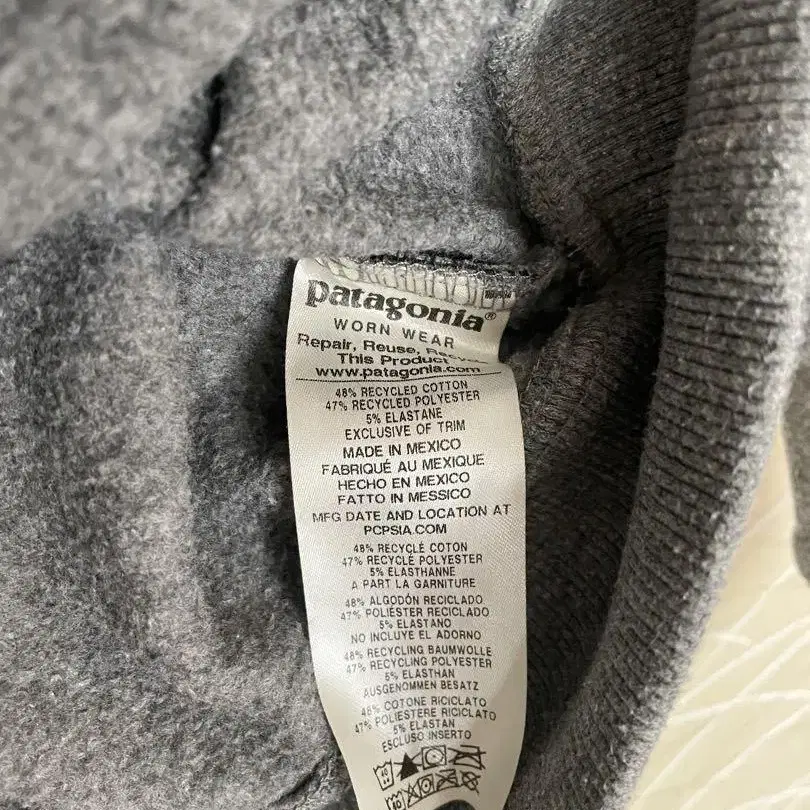 patagonia®
WORN WEAR
Repair, Reuse,
This Product
www.patagonia.com
48% RECYCLED COTTON
47% RECYCLED POLYESTER
5% ELASTANE
EXCLUSIVE OF TRIM
MADE IN MEXICO
FABRIQUÉ AU MEXIQUE
HECHO EN MEXICO
FATTO IN MESSICO
MFG DATE AND LOCATION AT
PCPSIA.COM
48% RECYCLÉ COTON
47% RECYCLÉ POLYESTER
5% ELASTHANNE
A PART LA GARNITURE
48% ALGODÓN RECICLADO
47% POLIÉSTER RECICLADO
5% ELASTANO
NO INCLUYE EL ADORNO
48% RECYCLING BAUMWOLLE
47% RECYCLING POLYESTER
5% ELASTHAN
AUSGENOMMEN BESATZ
48% COTONE RICICLATO
47% POLIESTERE RICICLATO
5% ELASTAN
ESCLUSO INSERTO